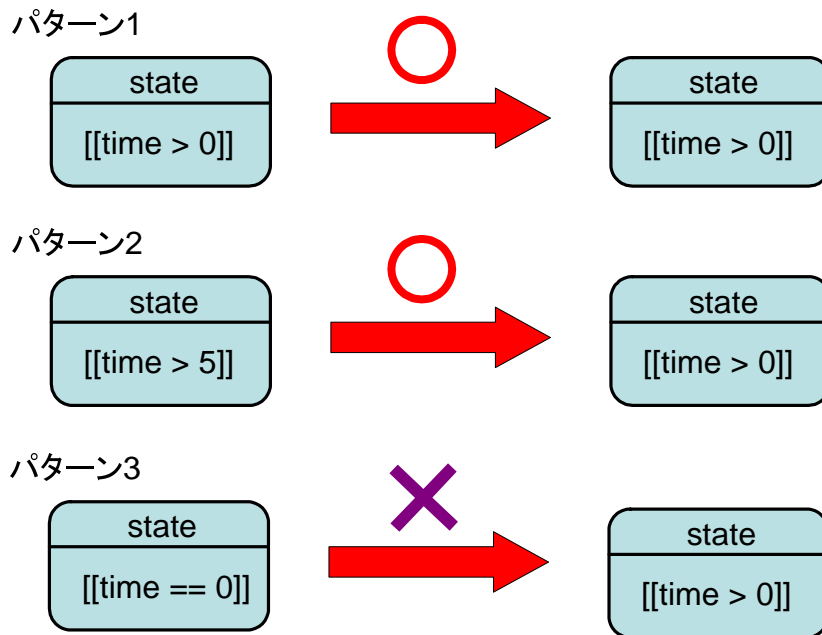 パターン1
state
[[time > 0]]
state
[[time > 0]]
パターン2
state
[[time > 5]]
state
[[time > 0]]
パターン3
state
[[time == 0]]
state
[[time > 0]]